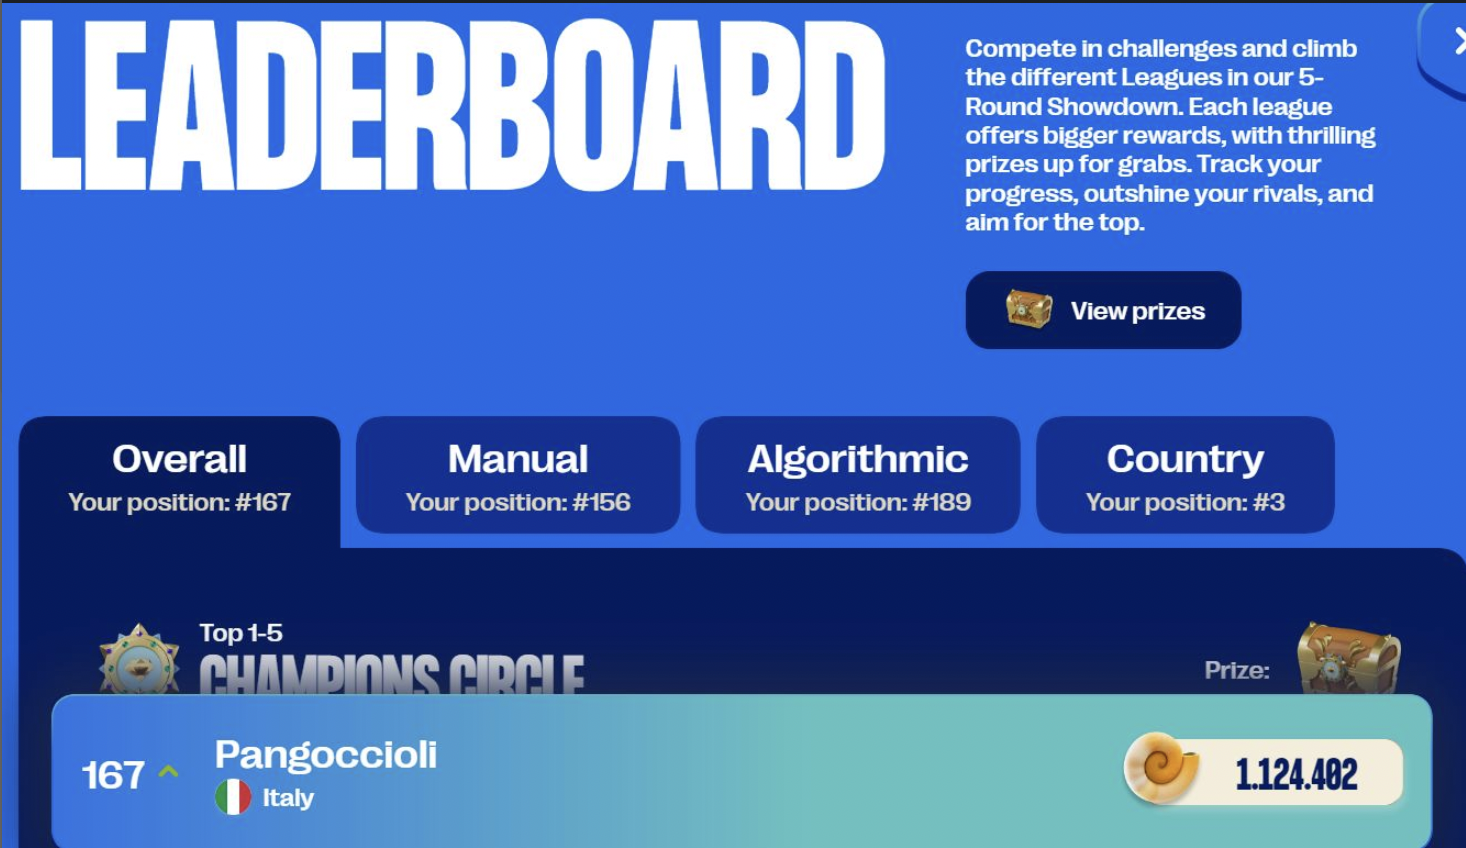 LEADERBOARD
Compete in challenges and climb
the different Leagues in our 5-
Round Showdown. Each league
offers bigger rewards, with thrilling
prizes up for grabs. Track your
progress, outshine your rivals, and
aim for the top.
View prizes
Overall
Your position: #167
Manual
Your position: #156
Algorithmic
Your position: #189
Country
Your position: #3
Top 1-5
CHAMPIONS CIRCLE
Prize:
167
Pangoccioli
Italy
1.124.402